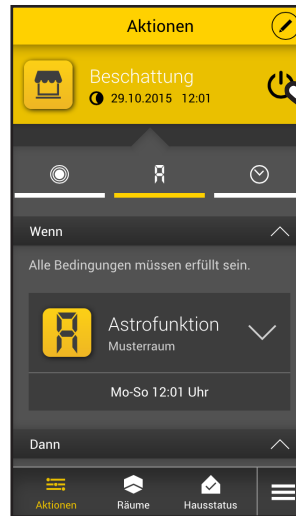 Aktionen
Beschattung
29.10.2015 12:01
A
Wenn
Alle Bedingungen müssen erfüllt sein.
A
Astrofunktion
Musterraum
Mo-So 12:01 Uhr
Dann
Aktionen Räume Hausstatus